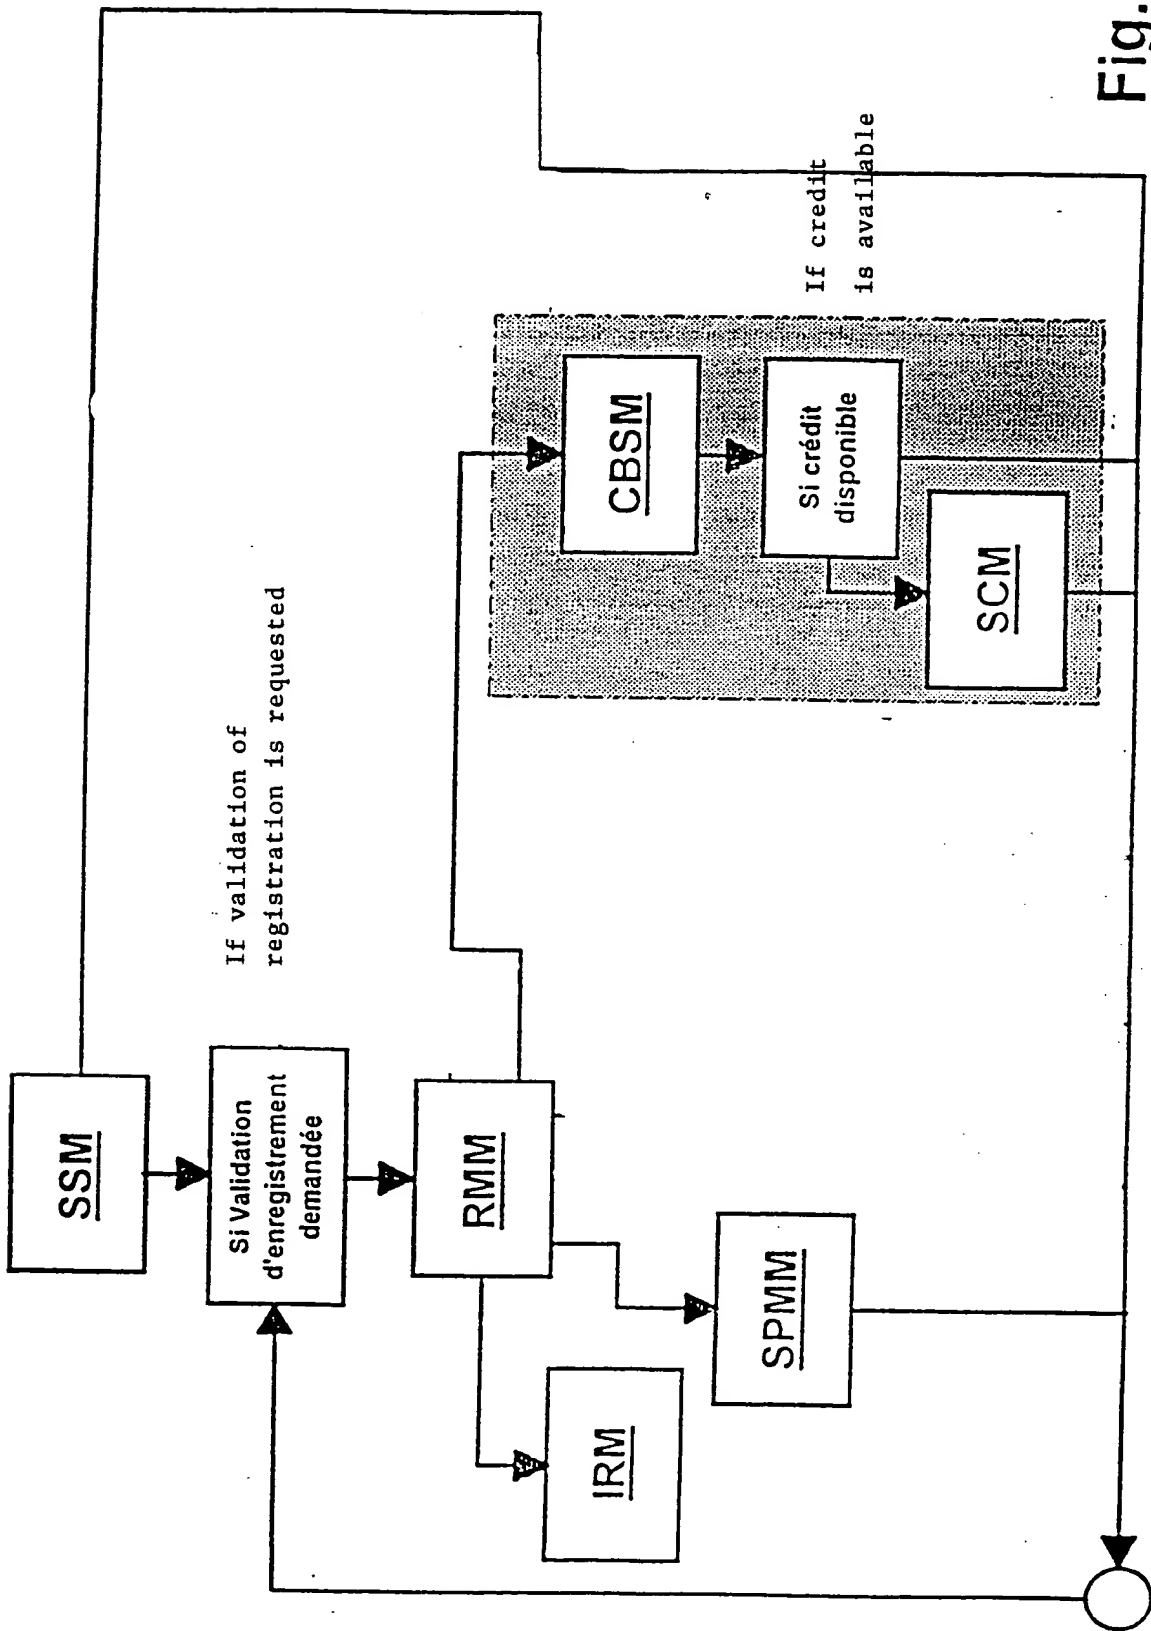 SSM
Si Validation
d'enregistrement
demandée
If validation of
registration is requested
RMM
IRM
SPMM
CBSM
Si crédit
disponible
If credit
is available
SCM
Fig.